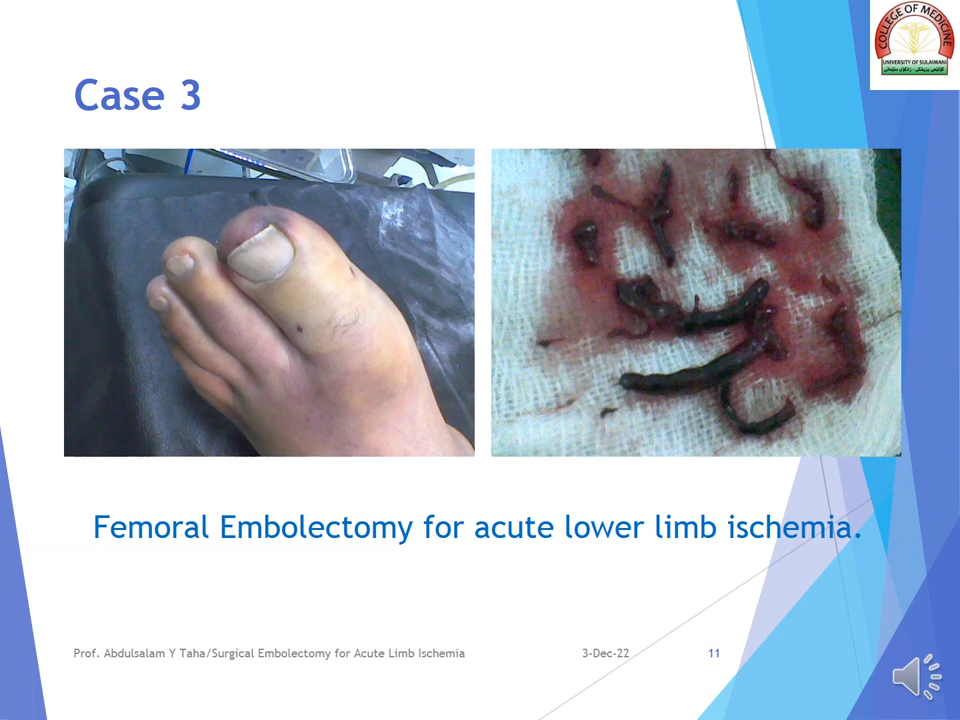 COLLEGE OF MEDICINE
UNIVERSITY OF SULAIMANI
Case 3
Femoral Embolectomy for acute lower limb ischemia.
Prof. Abdulsalam Y Taha/Surgical Embolectomy for Acute Limb Ischemia 3-Dec-22 11